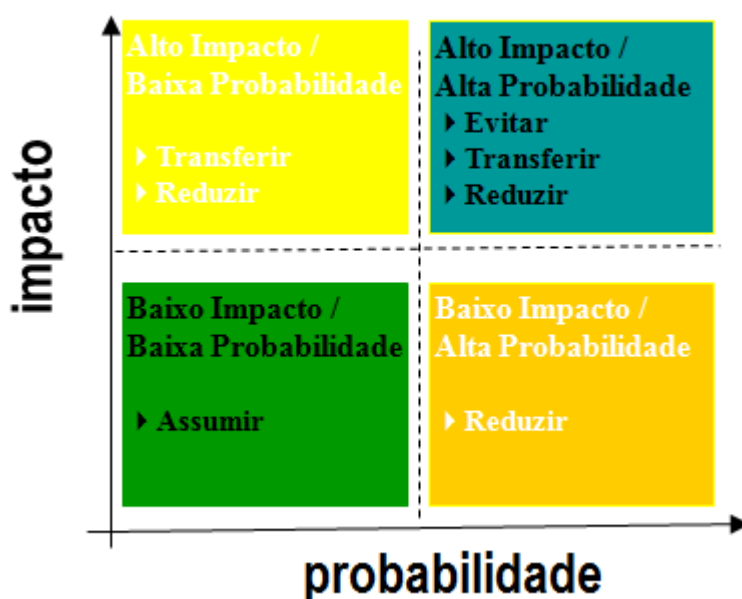 impacto
Alto Impacto /
Baixa Probabilidade
Transferir
Reduzir
Alto Impacto /
Alta Probabilidade
Evitar
Transferir
Reduzir
Baixo Impacto /
Baixa Probabilidade
Assumir
Baixo Impacto /
Alta Probabilidade
Reduzir
probabilidade